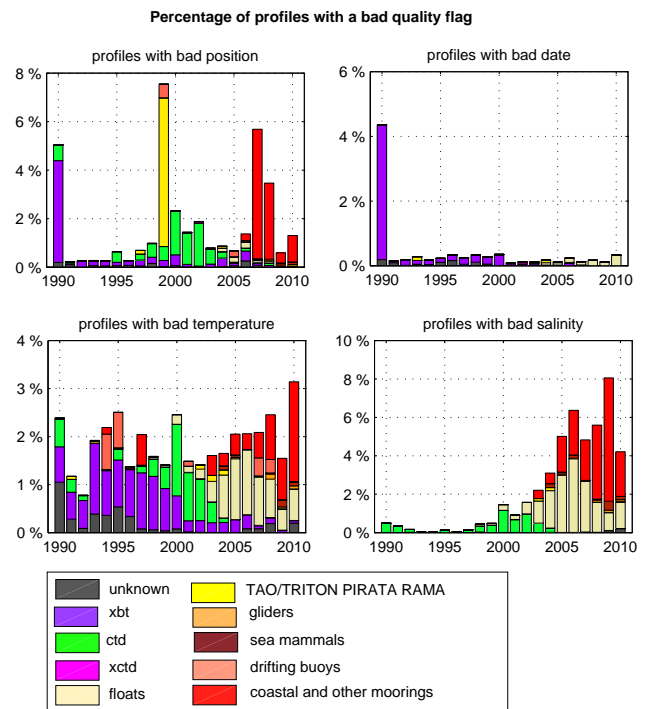 Percentage of profiles with a bad quality flag
profiles with bad position
8 %
6 %
4 %
2 %
0 %
1990 1995 2000 2005 2010
profiles with bad date
6 %
4 %
2 %
0 %
1990 1995 2000 2005 2010
profiles with bad temperature
4 %
3 %
2 %
1 %
0 %
1990 1995 2000 2005 2010
profiles with bad salinity
10 %
8 %
6 %
4 %
2 %
0 %
1990 1995 2000 2005 2010
unknown
xbt
ctd
xctd
floats
TAO/TRITON PIRATA RAMA
gliders
sea mammals
drifting buoys
coastal and other moorings